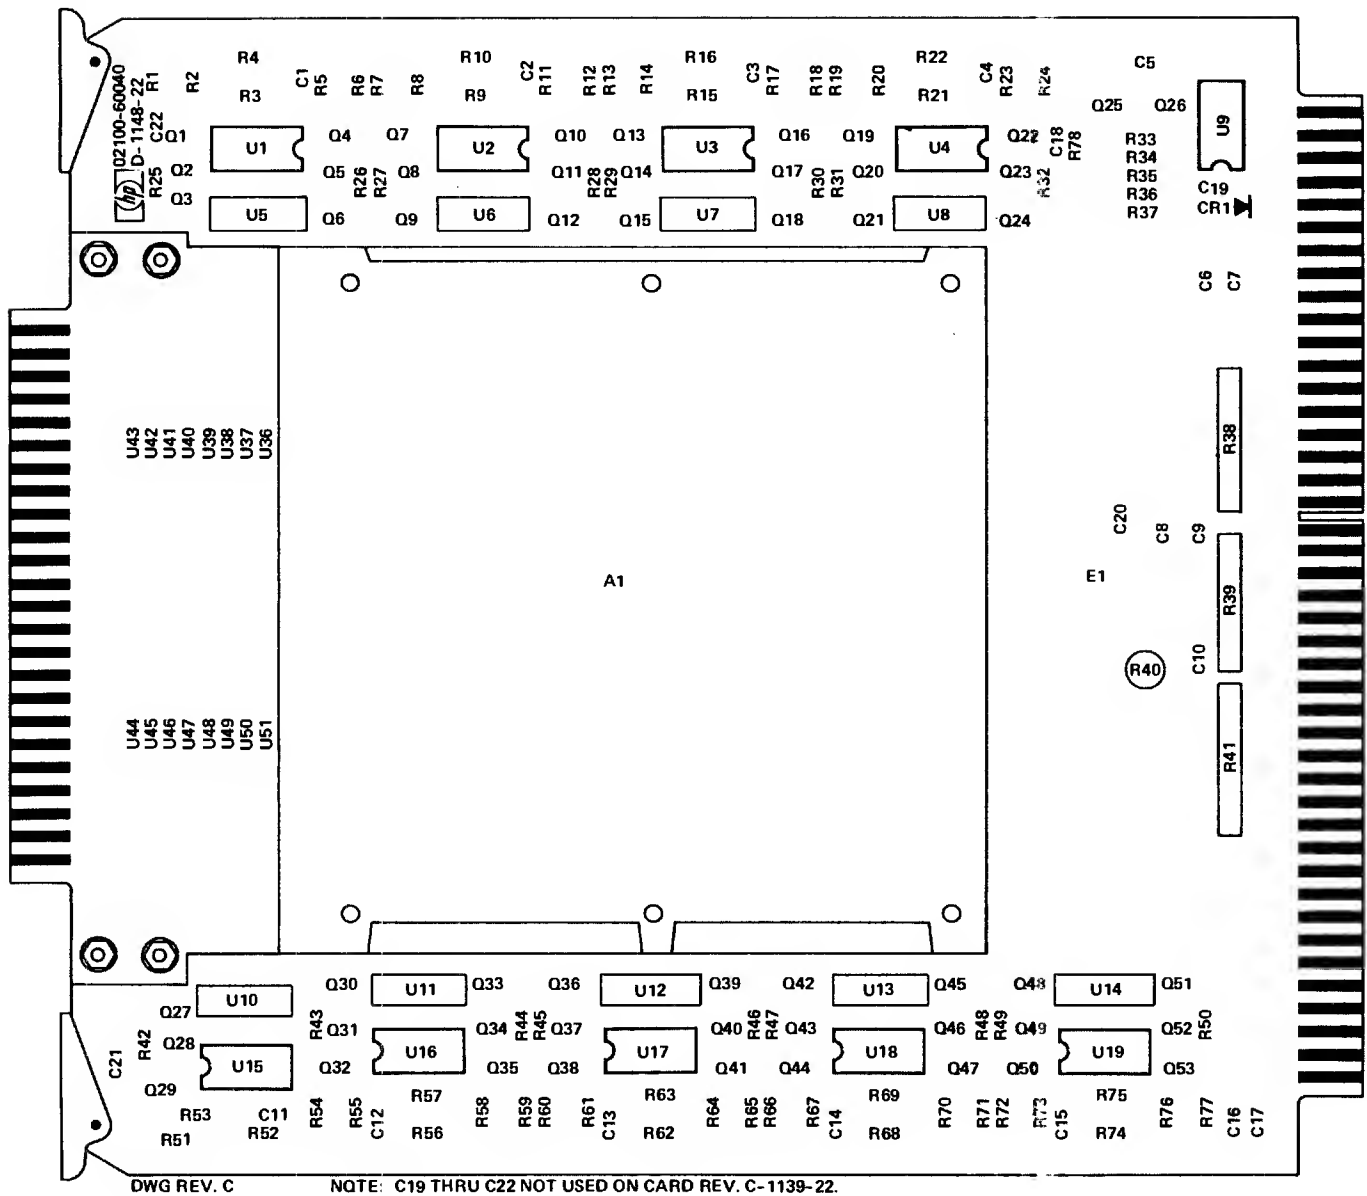 R4 R10 R16 R22 C5
R1 R2 C1 R5 R6 R7 R8 C2 R11 R12 R13 R14 C3 R17 R18 R19 R20 C4 R23 R24
R3 R9 R15 R21
Q25 Q26 U9
hp 02100-60040
D-1148-22
C22 Q1 U1 Q4 Q7 U2 Q10 Q13 U3 Q16 Q19 U4 Q22 C18 R78
R33
R34
R35
R36
R37
Q2 Q5 Q8 Q11 Q14 Q17 Q20 Q23
R25 R26 R27 R28 R29 R30 R31 R32
C19
CR1
Q3 U5 Q6 Q9 U6 Q12 Q15 U7 Q18 Q21 U8 Q24
C6 C7
U43 U42 U41 U40 U39 U38 U37 U36
R38
C20 C8 C9
A1 E1 R39
R40 C10
U44 U45 U46 U47 U48 U49 U50 U51
R41
Q30 U11 Q33 Q36 U12 Q39 Q42 U13 Q45 Q48 U14 Q51
Q27 U10
R43 Q31 Q34 R44 R45 Q37 Q40 R46 R47 Q43 Q46 R48 R49 Q49 Q52 R50
R42 Q28 U15 U16 U17 U18 U19
C21 Q29 Q32 Q35 Q38 Q41 Q44 Q47 Q50 Q53
R57 R63 R69 R75
R53 C11 R54 R55 C12 R58 R59 R60 R61 C13 R64 R65 R66 R67 C14 R70 R71 R72 R73 C15 R76 R77 C16 C17
R51 R52 R56 R62 R68 R74
DWG REV. C
NOTE: C19 THRU C22 NOT USED ON CARD REV. C-1139-22.